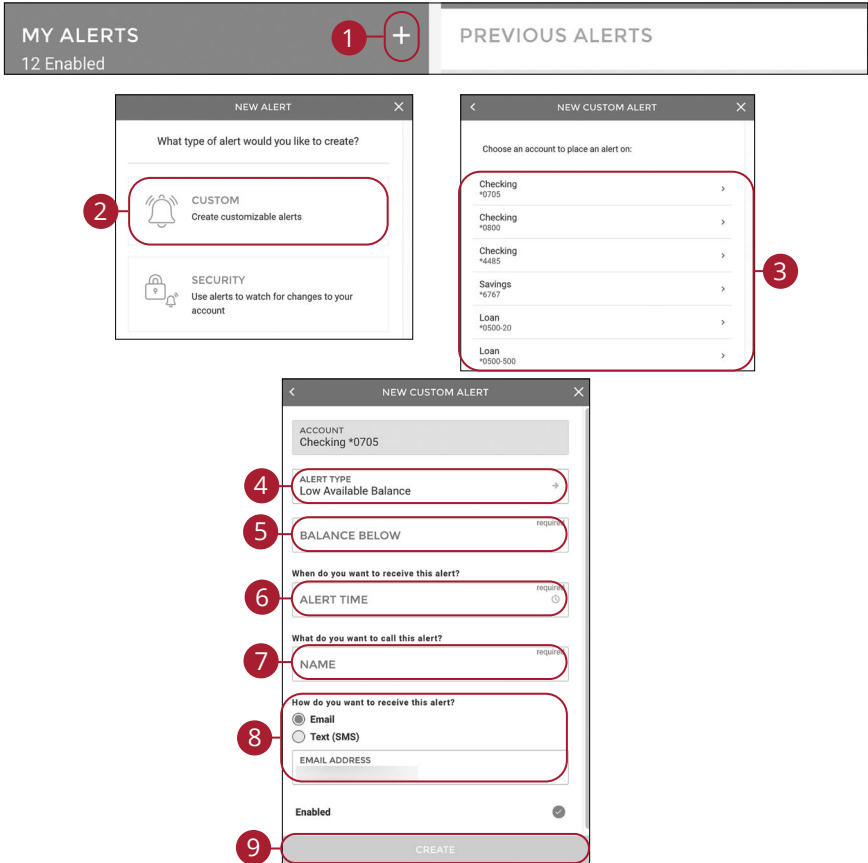 MY ALERTS
12 Enabled
1
+
PREVIOUS ALERTS
NEW ALERT
What type of alert would you like to create?
2
CUSTOM
Create customizable alerts
SECURITY
Use alerts to watch for changes to your
account
NEW CUSTOM ALERT
Choose an account to place an alert on:
Checking
*0705
Checking
*0800
Checking
*4485
Savings
*6767
Loan
*0500-20
Loan
*0500-500
3
NEW CUSTOM ALERT
ACCOUNT
Checking *0705
4
ALERT TYPE
Low Available Balance
5
required
BALANCE BELOW
When do you want to receive this alert?
6
required
ALERT TIME
What do you want to call this alert?
7
required
NAME
How do you want to receive this alert?
8
Email
Text (SMS)
EMAIL ADDRESS
Enabled
9
CREATE